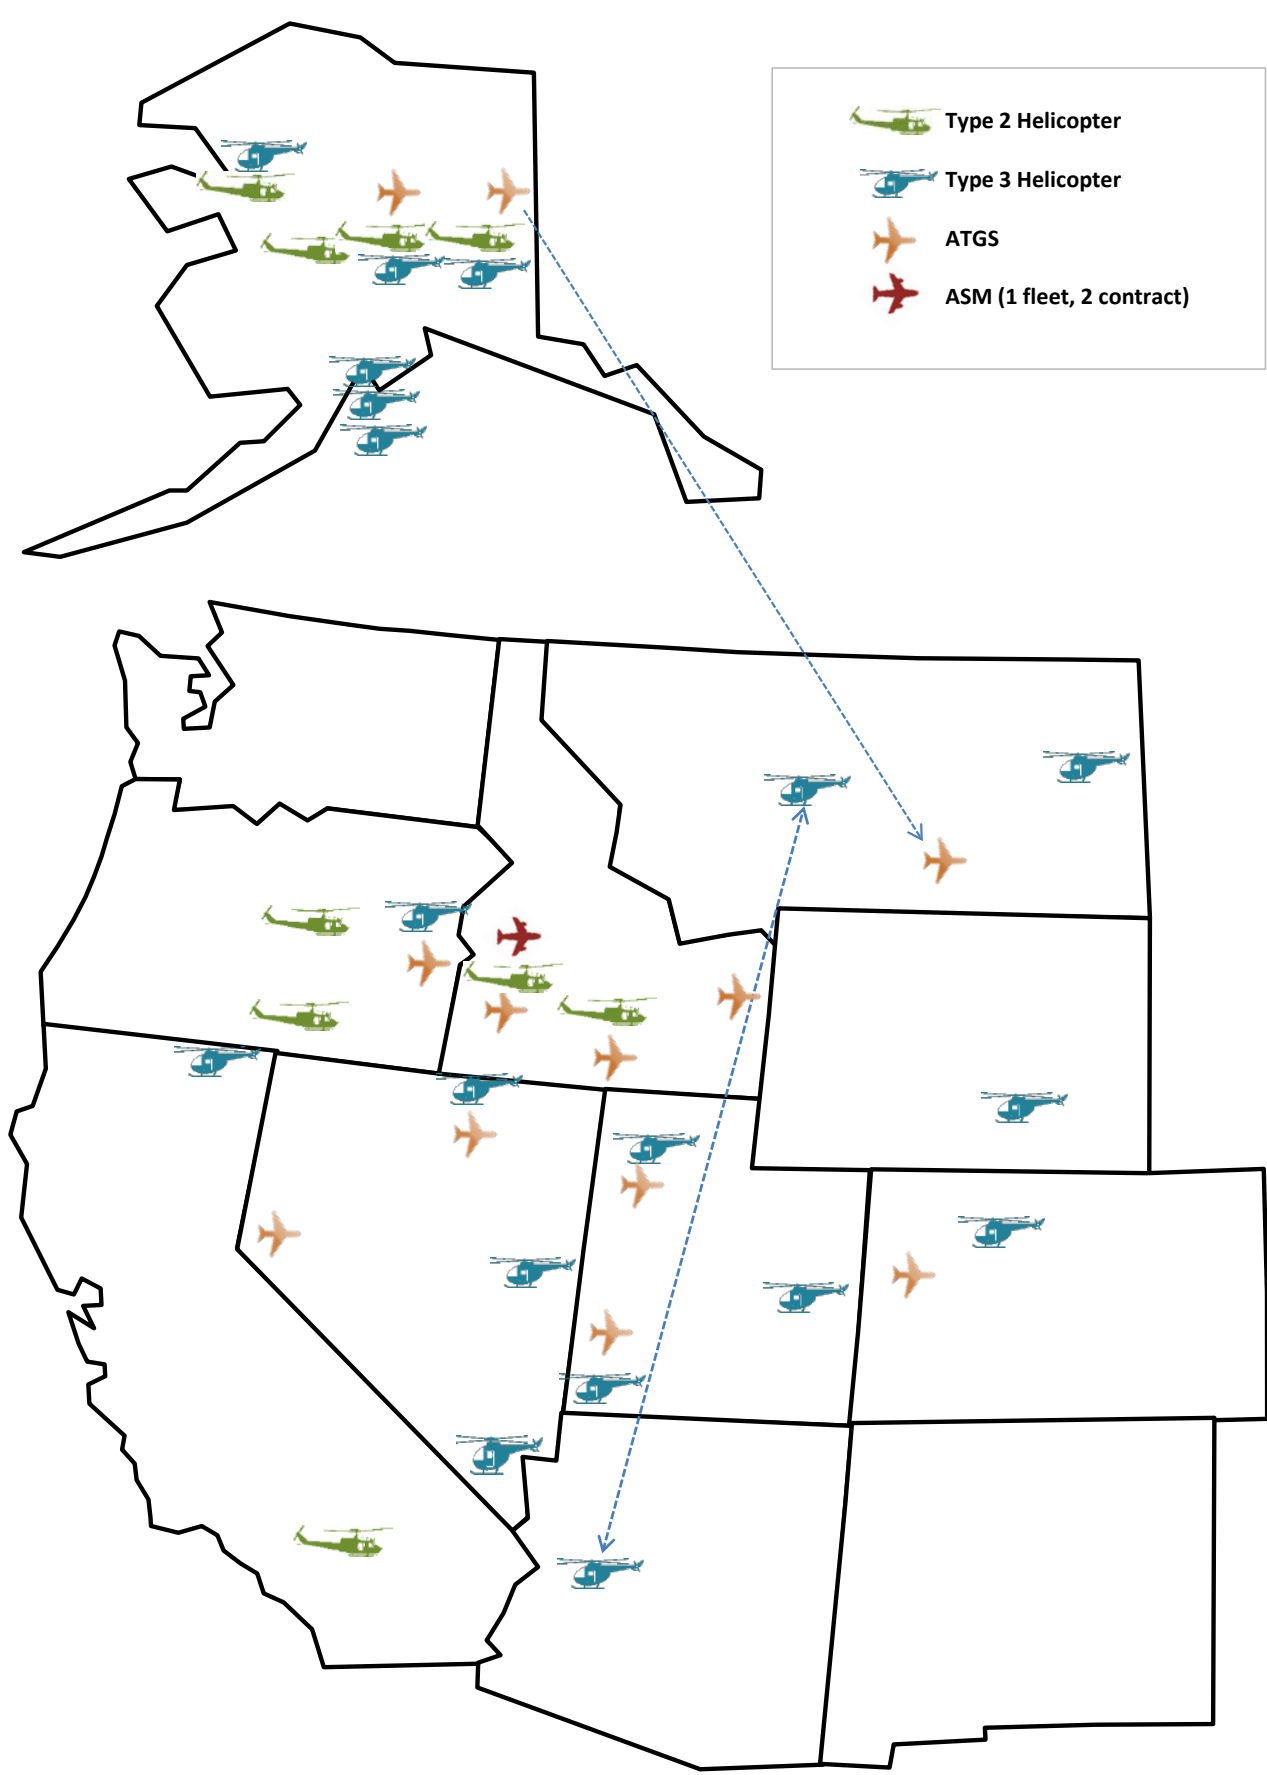 Type 2 Helicopter
Type 3 Helicopter
ATGS
ASM (1 fleet, 2 contract)